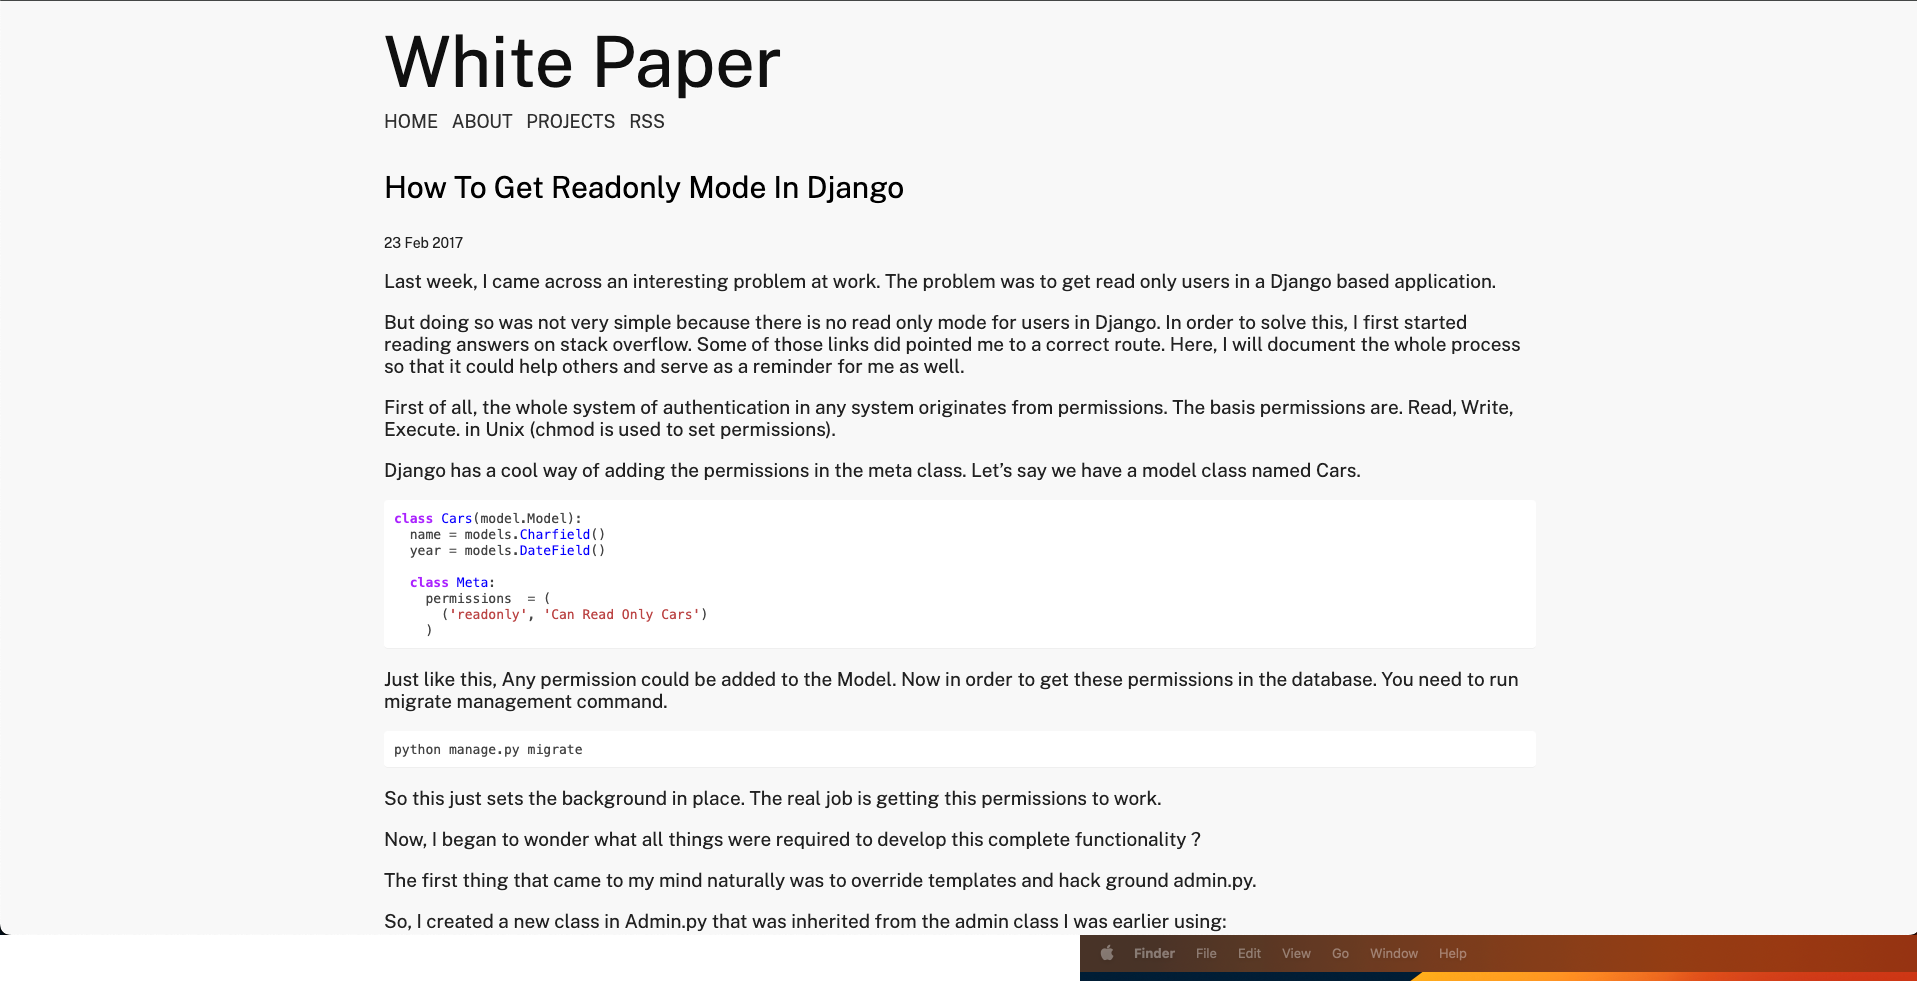 White Paper
HOME ABOUT PROJECTS RSS
How To Get Readonly Mode In Django
23 Feb 2017
Last week, I came across an interesting problem at work. The problem was to get read only users in a Django based application.
But doing so was not very simple because there is no read only mode for users in Django. In order to solve this, I first started
reading answers on stack overflow. Some of those links did pointed me to a correct route. Here, I will document the whole process
so that it could help others and serve as a reminder for me as well.
First of all, the whole system of authentication in any system originates from permissions. The basis permissions are. Read, Write,
Execute. in Unix (chmod is used to set permissions).
Django has a cool way of adding the permissions in the meta class. Let’s say we have a model class named Cars.
class Cars(model.Model):
  name = models.Charfield()
  year = models.DateField()
  class Meta:
    permissions  = (
      ('readonly', 'Can Read Only Cars')
    )
Just like this, Any permission could be added to the Model. Now in order to get these permissions in the database. You need to run
migrate management command.
python manage.py migrate
So this just sets the background in place. The real job is getting this permissions to work.
Now, I began to wonder what all things were required to develop this complete functionality ?
The first thing that came to my mind naturally was to override templates and hack ground admin.py.
So, I created a new class in Admin.py that was inherited from the admin class I was earlier using:
Finder File Edit View Go Window Help